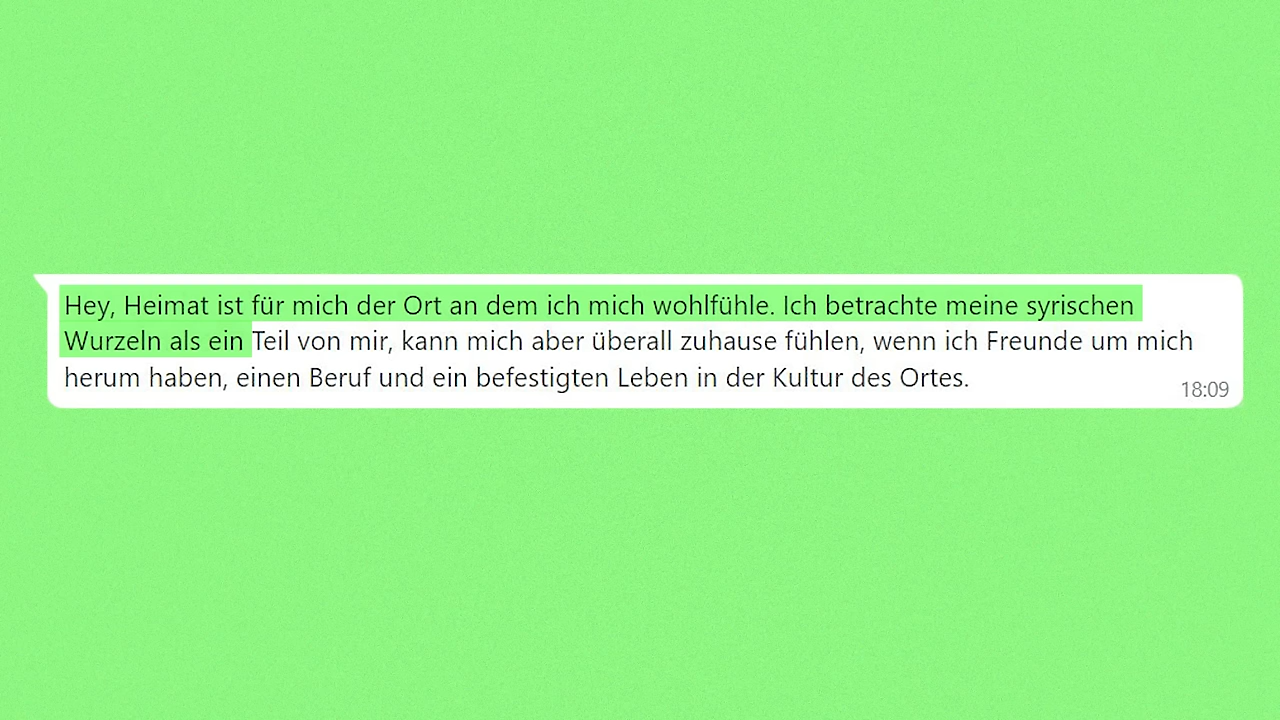 Hey, Heimat ist für mich der Ort an dem ich mich wohlfühle. Ich betrachte meine syrischen
Wurzeln als ein Teil von mir, kann mich aber überall zuhause fühlen, wenn ich Freunde um mich
herum haben, einen Beruf und ein befestigten Leben in der Kultur des Ortes.
18:09